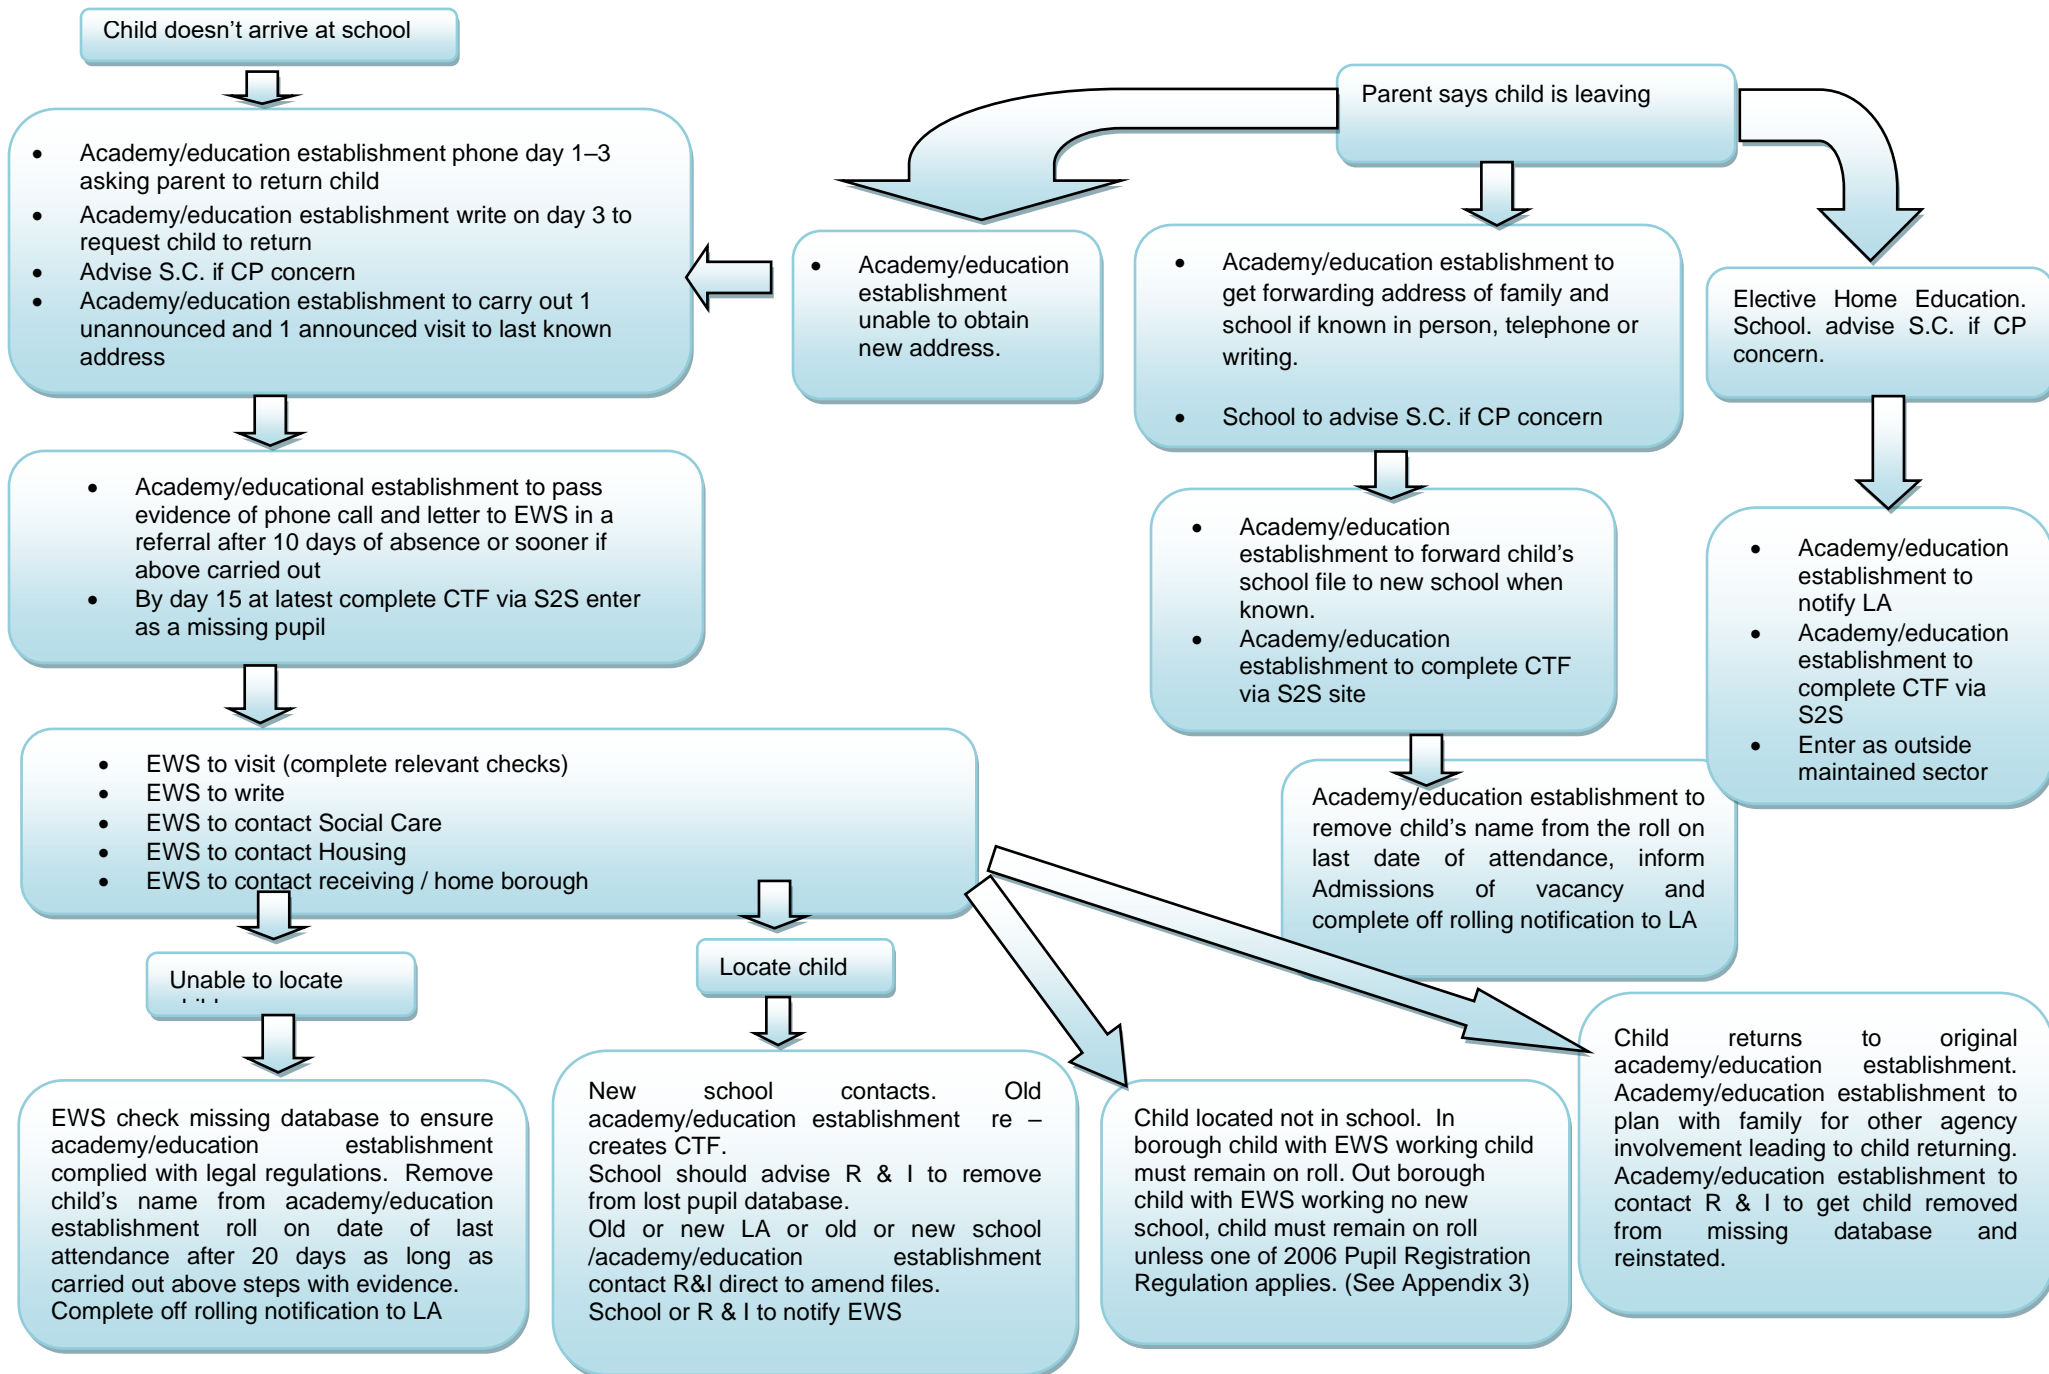 Child doesn’t arrive at school
Parent says child is leaving
• Academy/education establishment phone day 1–3
asking parent to return child
• Academy/education establishment write on day 3 to
request child to return
• Advise S.C. if CP concern
• Academy/education establishment to carry out 1
unannounced and 1 announced visit to last known
address
• Academy/education
establishment
unable to obtain
new address.
• Academy/education establishment to
get forwarding address of family and
school if known in person, telephone or
writing.
• School to advise S.C. if CP concern
Elective Home Education.
School. advise S.C. if CP
concern.
• Academy/educational establishment to pass
evidence of phone call and letter to EWS in a
referral after 10 days of absence or sooner if
above carried out
• By day 15 at latest complete CTF via S2S enter
as a missing pupil
• Academy/education
establishment to forward child’s
school file to new school when
known.
• Academy/education
establishment to complete CTF
via S2S site
• Academy/education
establishment to
notify LA
• Academy/education
establishment to
complete CTF via
S2S
• Enter as outside
maintained sector
• EWS to visit (complete relevant checks)
• EWS to write
• EWS to contact Social Care
• EWS to contact Housing
• EWS to contact receiving / home borough
Academy/education establishment to
remove child’s name from the roll on
last date of attendance, inform
Admissions of vacancy and
complete off rolling notification to LA
Unable to locate
Locate child
EWS check missing database to ensure
academy/education establishment
complied with legal regulations. Remove
child’s name from academy/education
establishment roll on date of last
attendance after 20 days as long as
carried out above steps with evidence.
Complete off rolling notification to LA
New school contacts. Old
academy/education establishment re –
creates CTF.
School should advise R & I to remove
from lost pupil database.
Old or new LA or old or new school
/academy/education establishment
contact R&I direct to amend files.
School or R & I to notify EWS
Child located not in school. In
borough child with EWS working child
must remain on roll. Out borough
child with EWS working no new
school, child must remain on roll
unless one of 2006 Pupil Registration
Regulation applies. (See Appendix 3)
Child returns to original
academy/education establishment.
Academy/education establishment to
plan with family for other agency
involvement leading to child returning.
Academy/education establishment to
contact R & I to get child removed
from missing database and
reinstated.